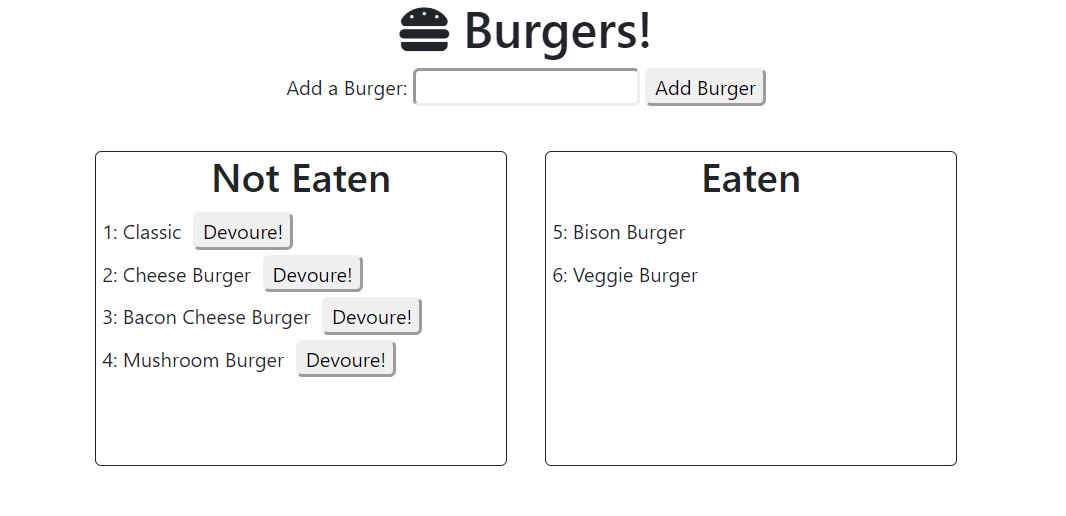 Burgers!
Add a Burger: Add Burger
Not Eaten
1: Classic Devoure!
2: Cheese Burger Devoure!
3: Bacon Cheese Burger Devoure!
4: Mushroom Burger Devoure!
Eaten
5: Bison Burger
6: Veggie Burger